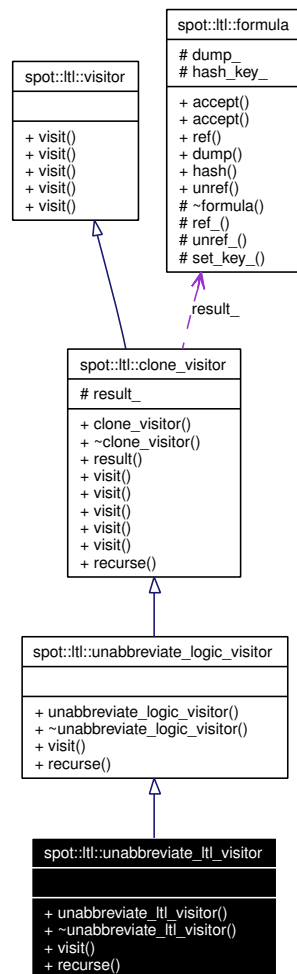 spot::ltl::formula
# dump_
# hash_key_
+ accept()
+ accept()
+ ref()
+ dump()
+ hash()
+ unref()
# ~formula()
# ref_()
# unref_()
# set_key_()
spot::ltl::visitor
+ visit()
+ visit()
+ visit()
+ visit()
+ visit()
result_
spot::ltl::clone_visitor
# result_
+ clone_visitor()
+ ~clone_visitor()
+ result()
+ visit()
+ visit()
+ visit()
+ visit()
+ visit()
+ recurse()
spot::ltl::unabbreviate_logic_visitor
+ unabbreviate_logic_visitor()
+ ~unabbreviate_logic_visitor()
+ visit()
+ recurse()
spot::ltl::unabbreviate_ltl_visitor
+ unabbreviate_ltl_visitor()
+ ~unabbreviate_ltl_visitor()
+ visit()
+ recurse()